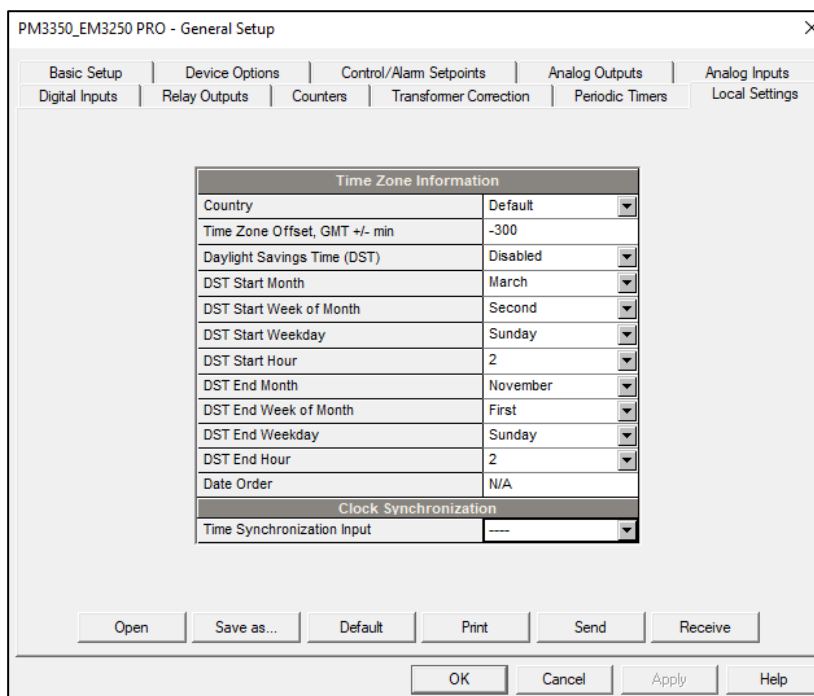 PM3350_EM3250 PRO - General Setup
Basic Setup Device Options Control/Alarm Setpoints Analog Outputs Analog Inputs
Digital Inputs Relay Outputs Counters Transformer Correction Periodic Timers Local Settings
Time Zone Information
Country Default
Time Zone Offset, GMT +/- min -300
Daylight Savings Time (DST) Disabled
DST Start Month March
DST Start Week of Month Second
DST Start Weekday Sunday
DST Start Hour 2
DST End Month November
DST End Week of Month First
DST End Weekday Sunday
DST End Hour 2
Date Order N/A
Clock Synchronization
Time Synchronization Input ----
Open Save as... Default Print Send Receive
OK Cancel Apply Help